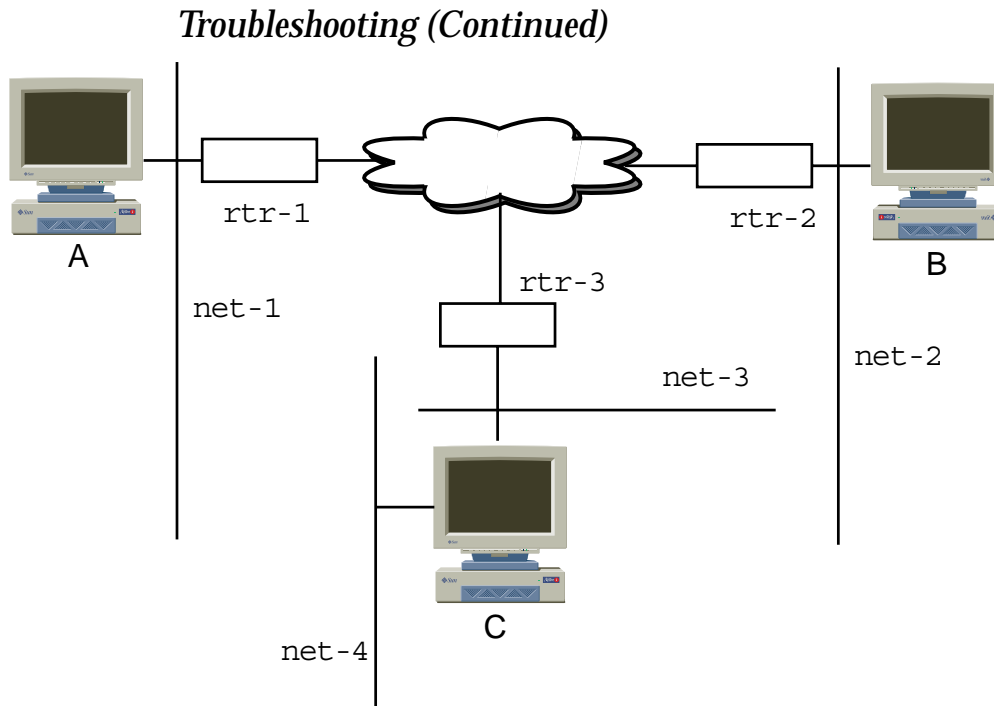 Troubleshooting (Continued)
rtr-1
rtr-2
A
B
rtr-3
net-1
net-2
net-3
C
net-4